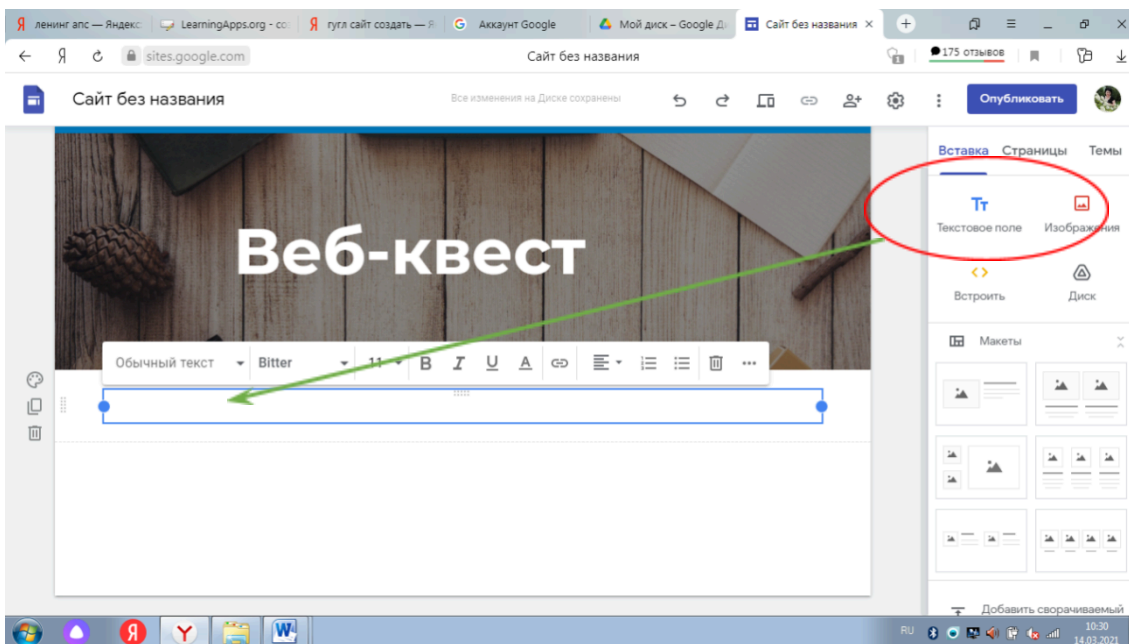 Я ленинг апс — Яндекс: LearningApps.org - со Я гугл сайт создать — Я G Аккаунт Google Мой диск – Google Ди Сайт без названия
sites.google.com Сайт без названия 175 отзывов
Сайт без названия Все изменения на Диске сохранены Опубликовать
Вставка Страницы Темы
Тт
Текстовое поле Изображения
Веб-квест
Встроить Диск
Макеты
Обычный текст Bitter 11 B I U A
Добавить сворачиваемый
Я Y W RU 10:30
14.03.2021